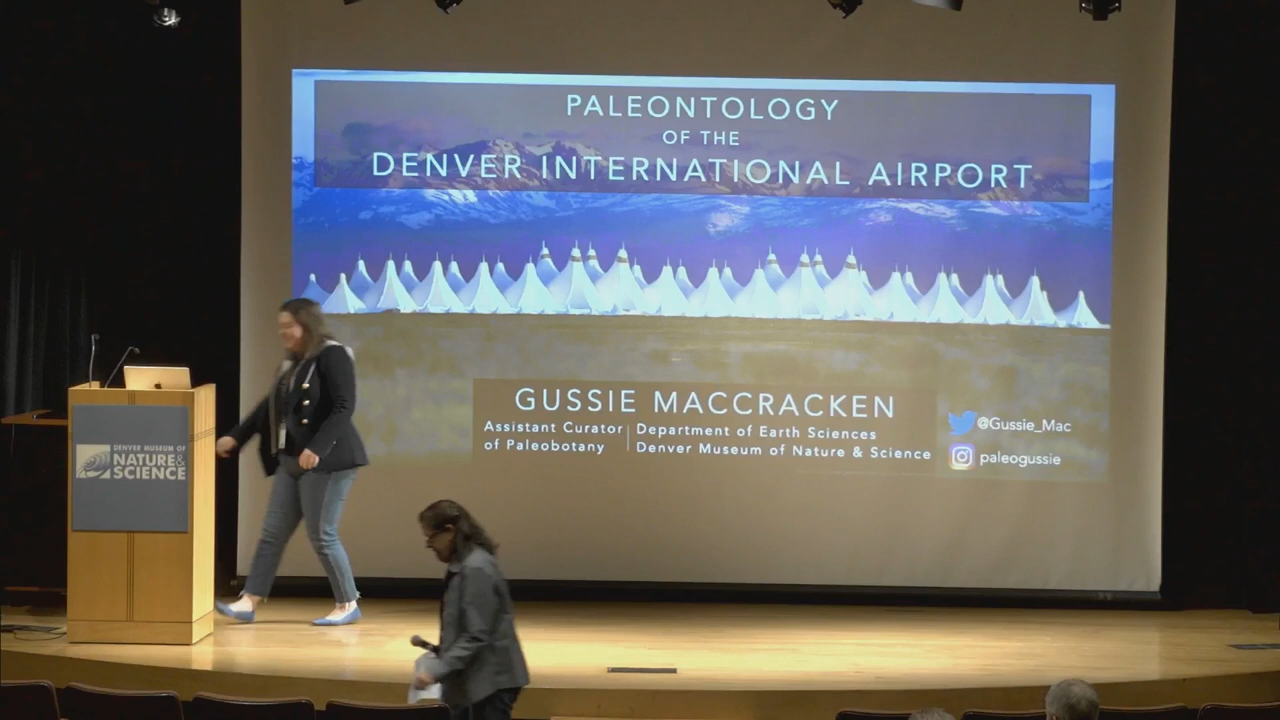 PALEONTOLOGY
OF THE
DENVER INTERNATIONAL AIRPORT
GUSSIE MACCRACKEN
Assistant Curator
of Paleobotany
Department of Earth Sciences
Denver Museum of Nature & Science
@Gussie_Mac
paleogussie
DENVER MUSEUM OF
NATURE &
SCIENCE